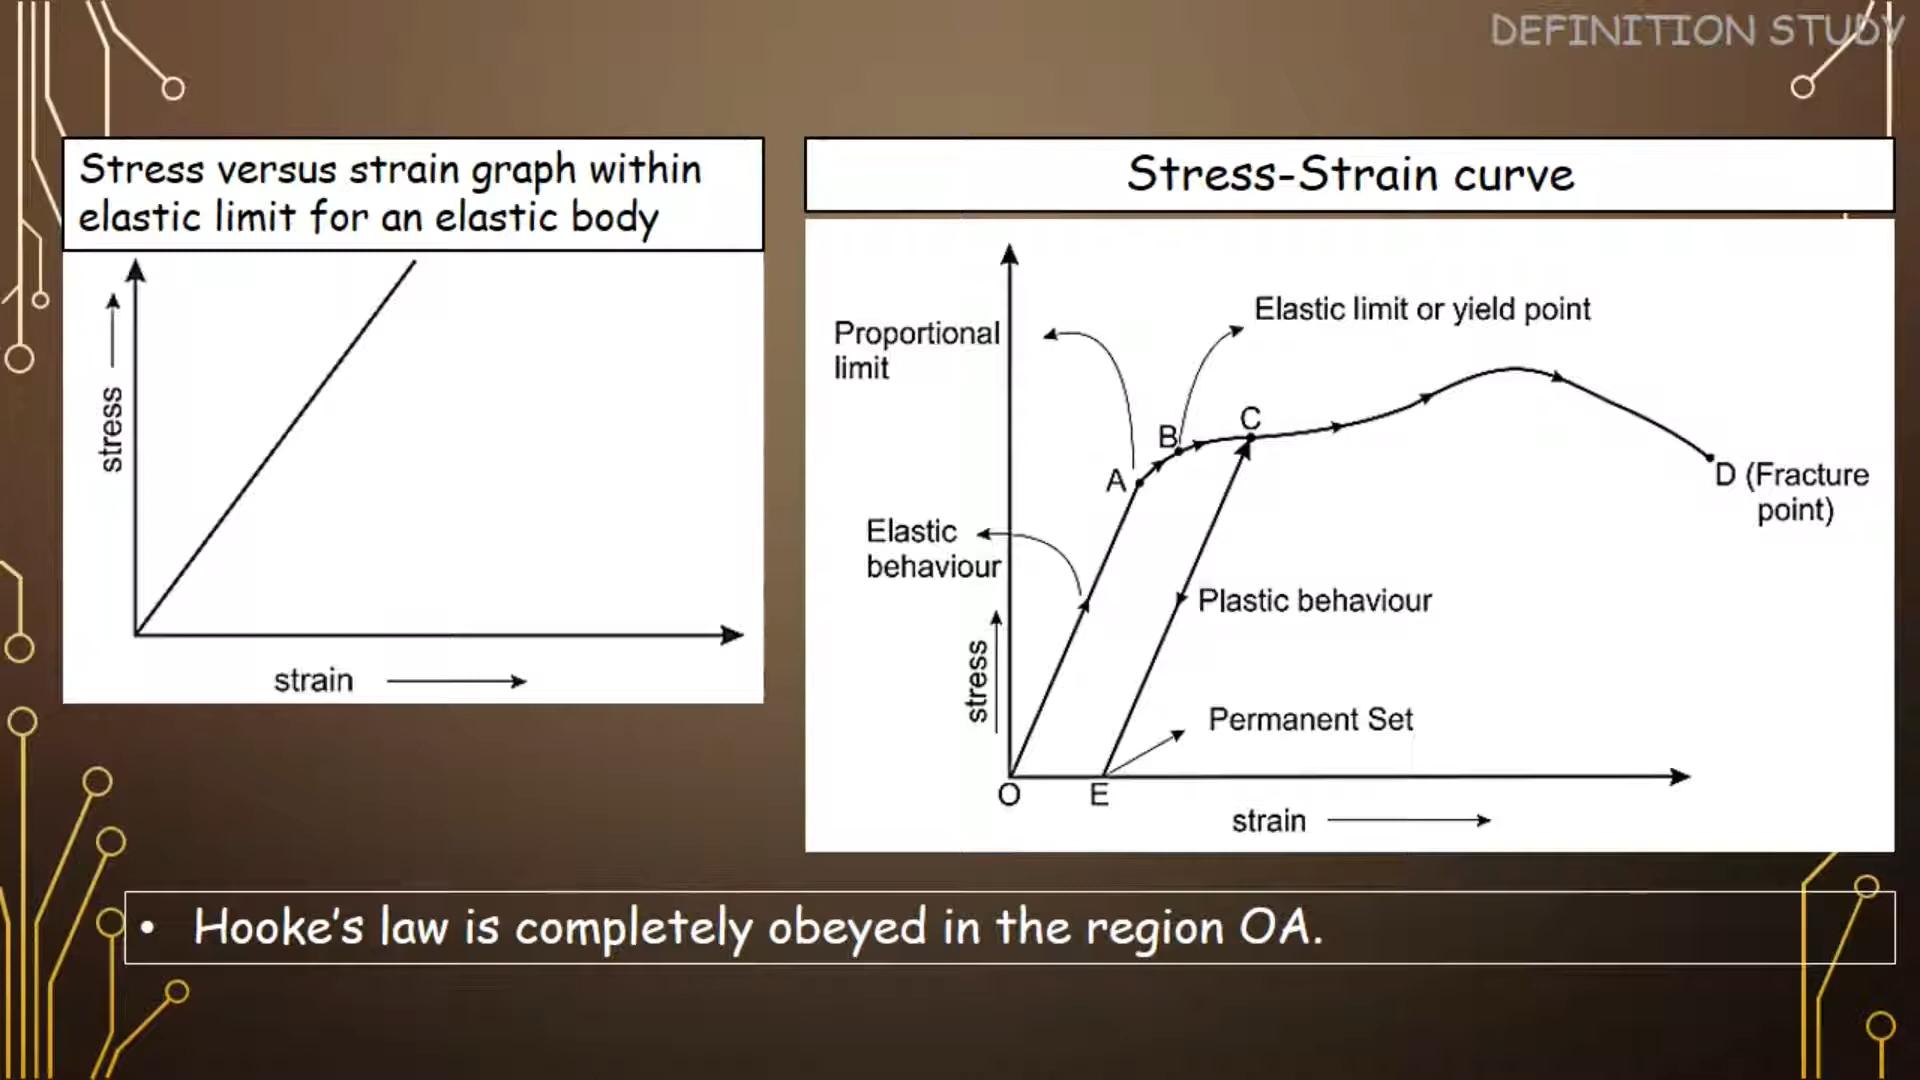 DEFINITION STUDY
Stress versus strain graph within
elastic limit for an elastic body
stress
strain
Stress-Strain curve
Proportional
limit
Elastic limit or yield point
A
B
C
D (Fracture
point)
Elastic
behaviour
Plastic behaviour
Permanent Set
stress
O
E
strain
• Hooke's law is completely obeyed in the region OA.